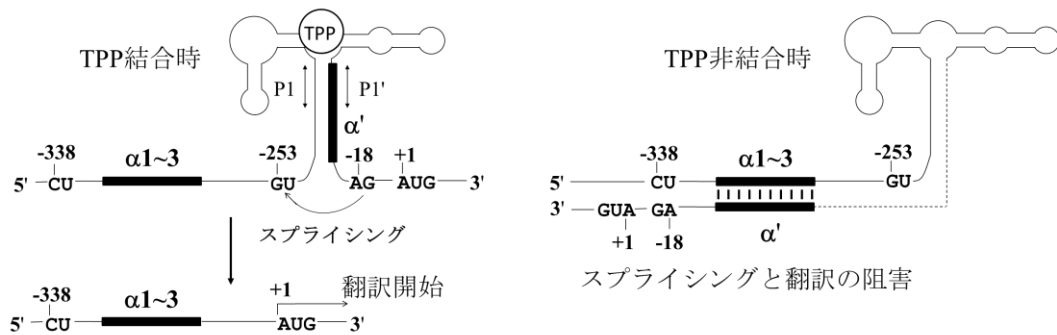 TPP結合時
TPP
P1
P1'
α'
-338
α1~3
-253
-18
+1
5'
CU
GU
AG
AUG
3'
スプライシング
-338
α1~3
+1
翻訳開始
5'
CU
AUG
3'
TPP非結合時
-338
α1~3
-253
5'
CU
GU
3'
GUA
GA
+1
-18
α'
スプライシングと翻訳の阻害